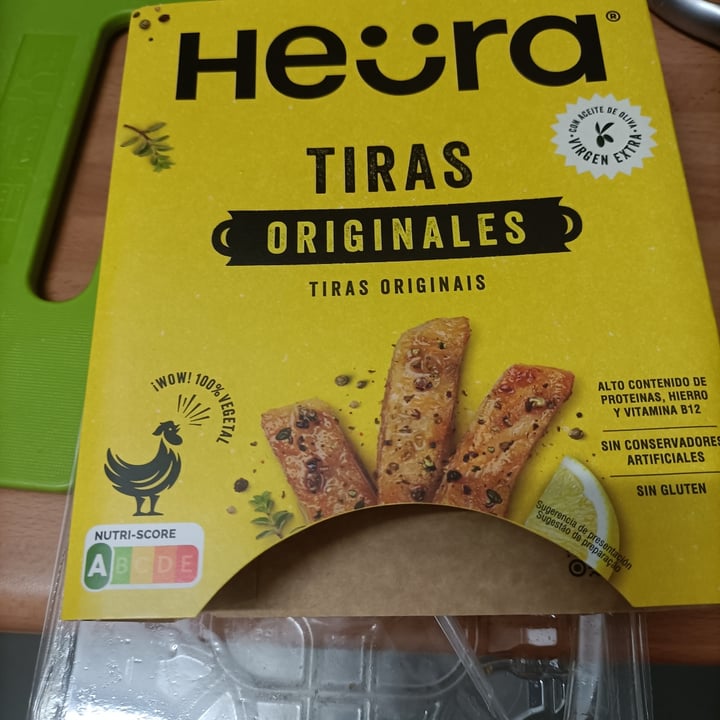 HEURA®
CON ACEITE DE OLIVA
VIRGEN EXTRA
TIRAS
ORIGINALES
TIRAS ORIGINAIS
¡WOW! 100% VEGETAL
ALTO CONTENIDO DE
PROTEINAS, HIERRO
Y VITAMINA B12
SIN CONSERVADORES
ARTIFICIALES
SIN GLUTEN
Sugerencia de presentación
Sugestão de preparação
NUTRI-SCORE
A B C D E